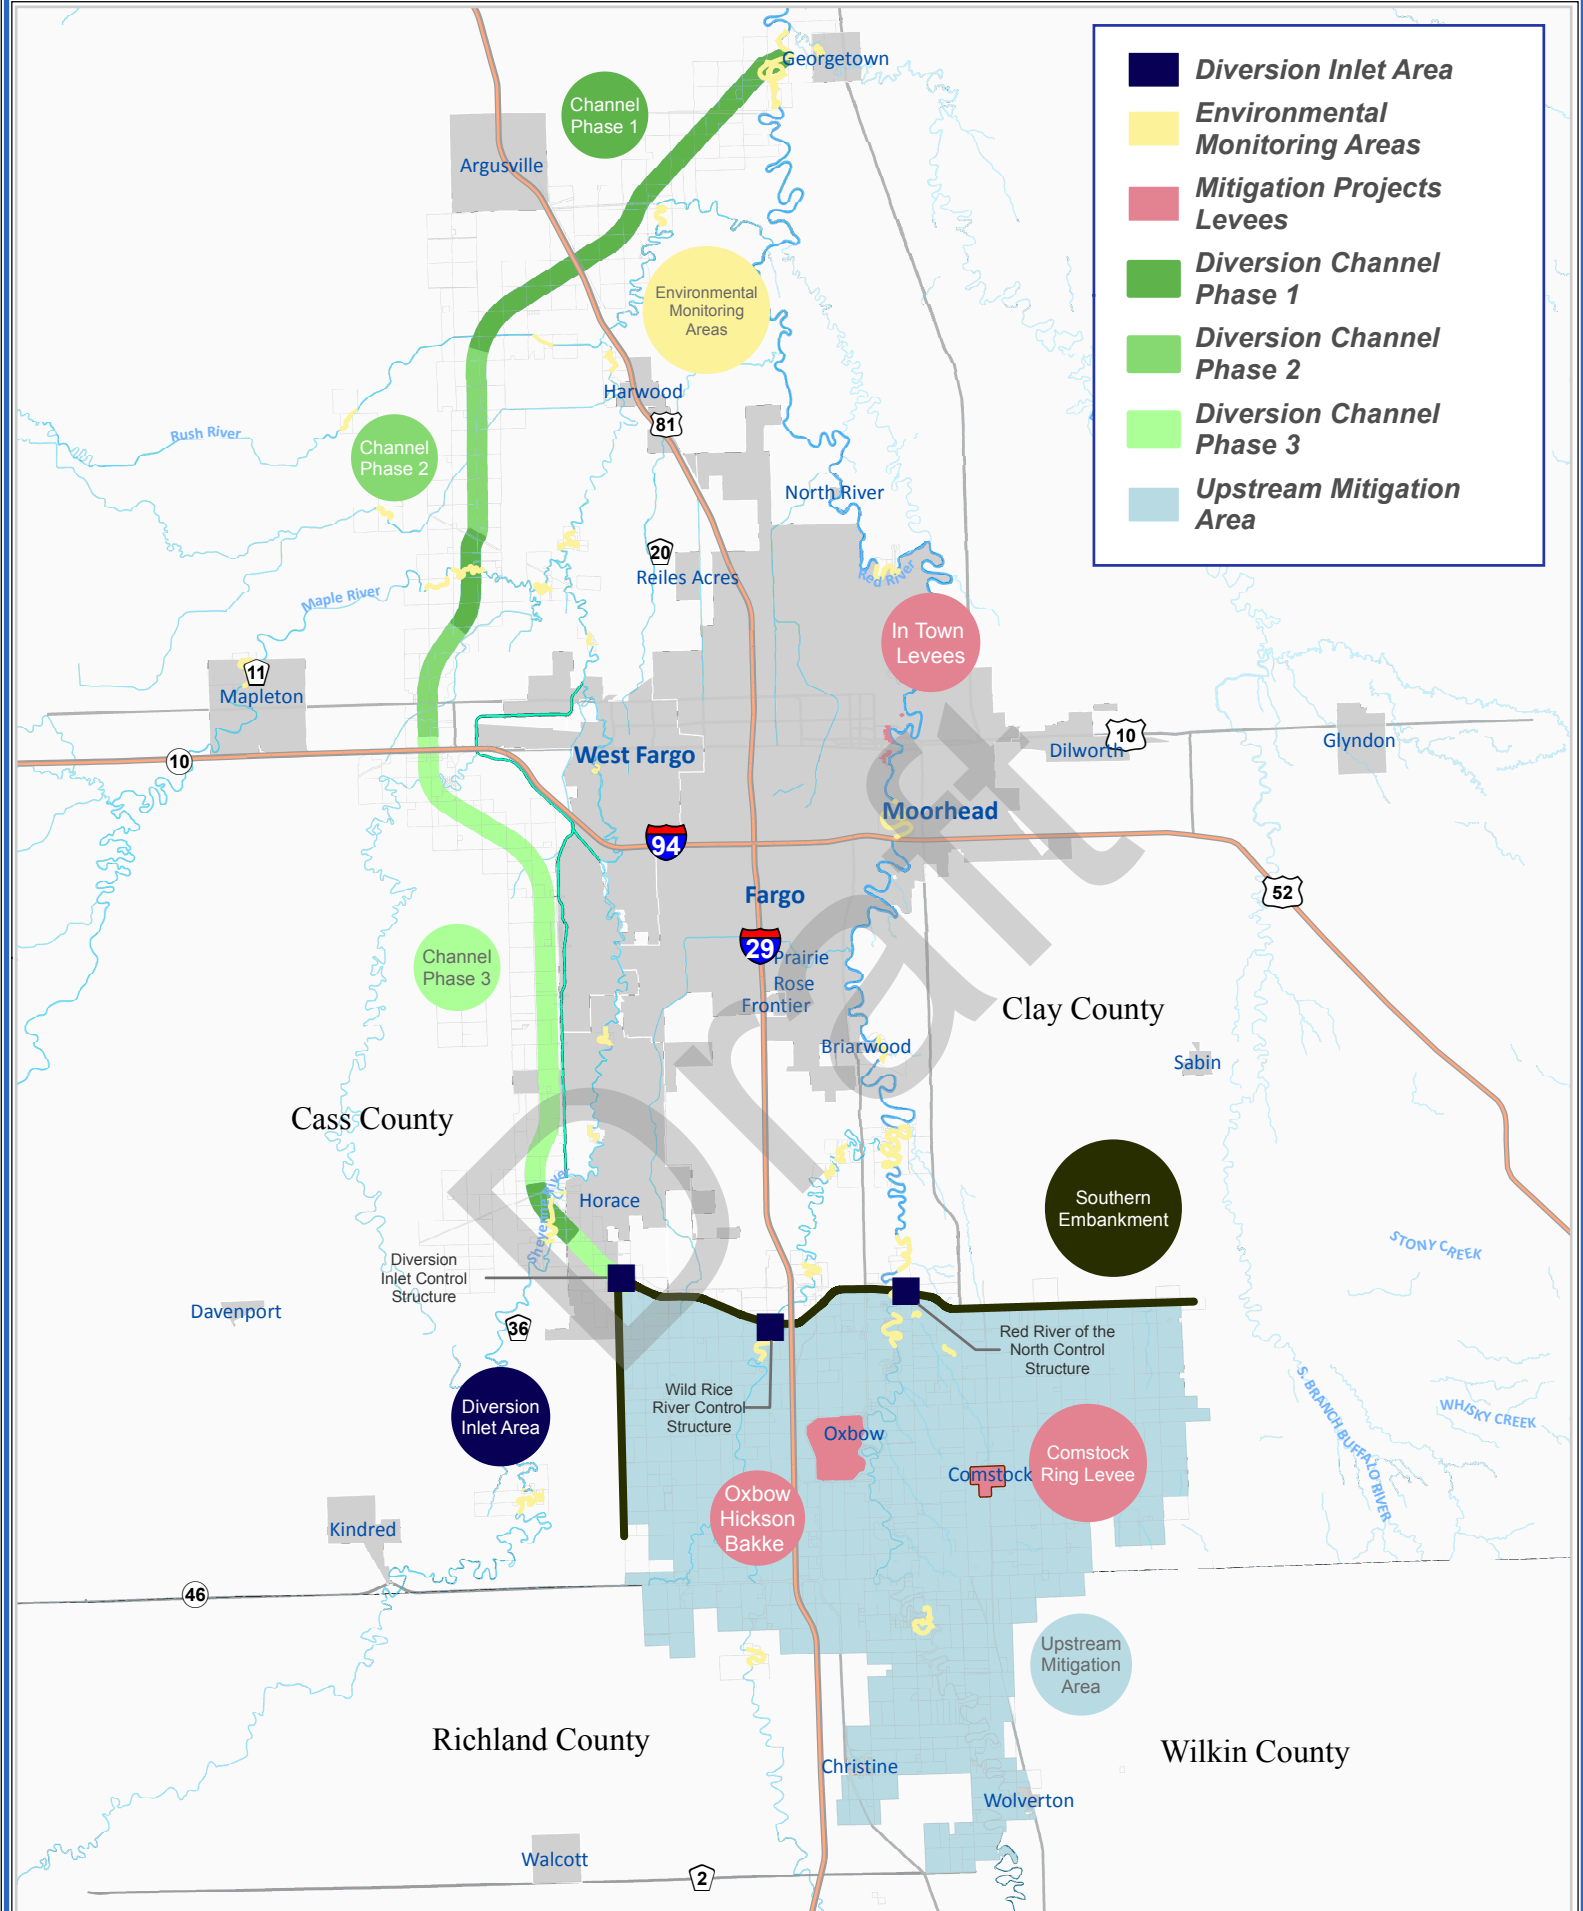 Georgetown
Diversion Inlet Area
Environmental
Monitoring Areas
Mitigation Projects
Levees
Diversion Channel
Phase 1
Diversion Channel
Phase 2
Diversion Channel
Phase 3
Upstream Mitigation
Area
Channel
Phase 1
Argusville
Environmental
Monitoring
Areas
Harwood
81
Rush River
Channel
Phase 2
North River
20
Reiles Acres
Red River
Maple River
In Town
Levees
11
Mapleton
10
West Fargo
Dilworth
10
Glyndon
Moorhead
94
Fargo
52
29
Prairie
Rose
Frontier
Channel
Phase 3
Clay County
Briarwood
Sabin
Cass County
Draft
Southern
Embankment
Sheyenne River
Horace
STONY CREEK
Diversion
Inlet Control
Structure
Davenport
36
Red River of the
North Control
Structure
Wild Rice
River Control
Structure
Diversion
Inlet Area
S. BRANCH BUFFALO RIVER
WHISKY CREEK
Oxbow
Comstock
Comstock
Ring Levee
Oxbow
Hickson
Bakke
Kindred
46
Upstream
Mitigation
Area
Richland County
Wilkin County
Christine
Wolverton
Walcott
2